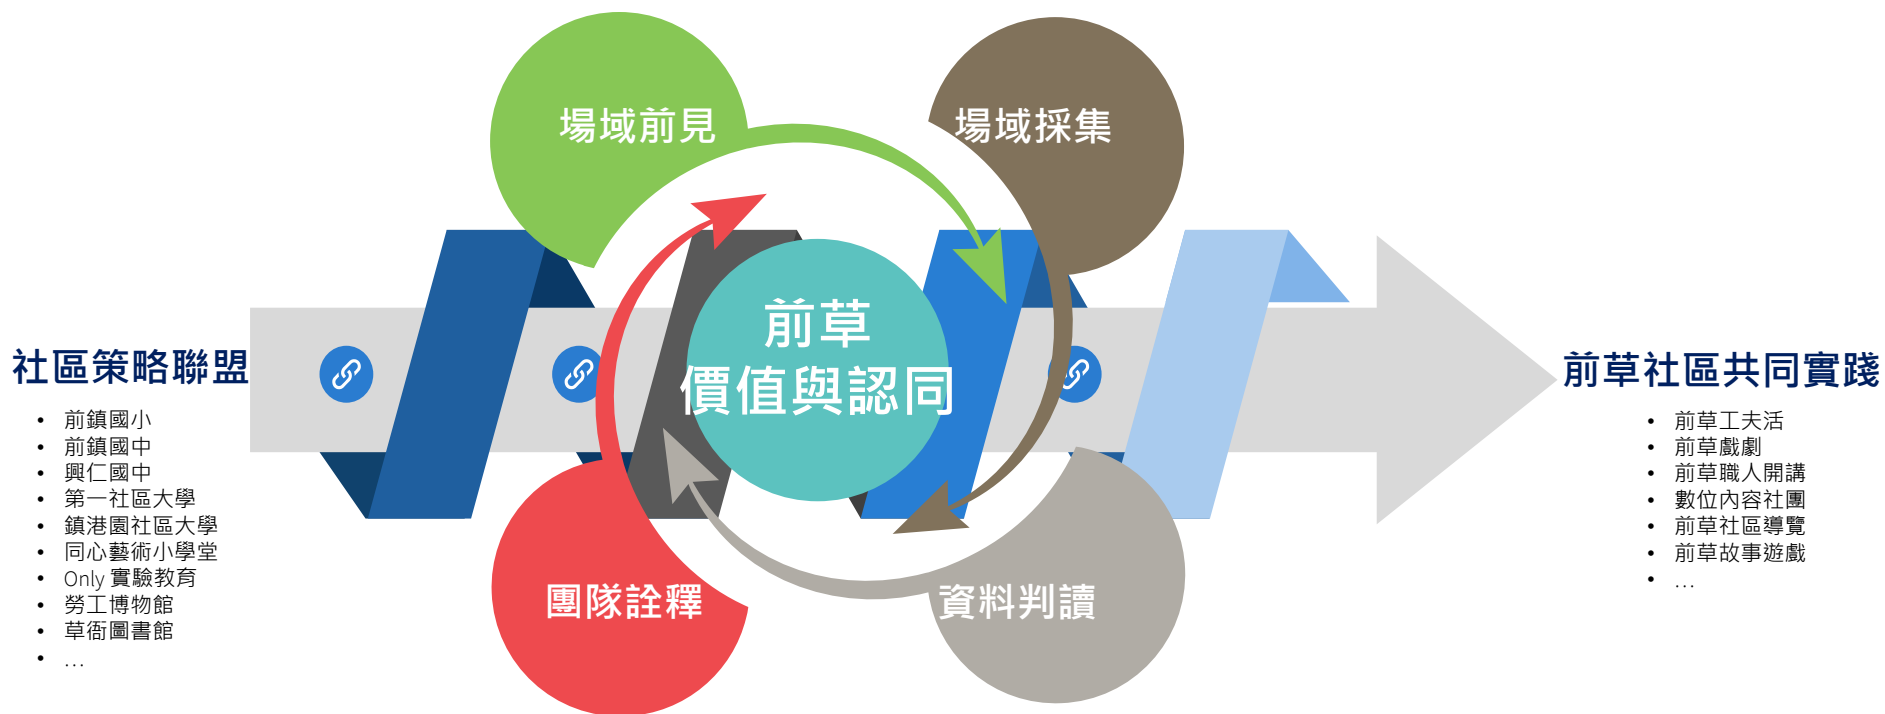 場域前見
場域採集
前草
價值與認同
社區策略聯盟
• 前鎮國小
• 前鎮國中
• 興仁國中
• 第一社區大學
• 鎮港園社區大學
• 同心藝術小學堂
• Only 實驗教育
• 勞工博物館
• 草衙圖書館
• ...
前草社區共同實踐
• 前草工夫活
• 前草戲劇
• 前草職人開講
• 數位內容社團
• 前草社區導覽
• 前草故事遊戲
• ...
團隊詮釋
資料判讀